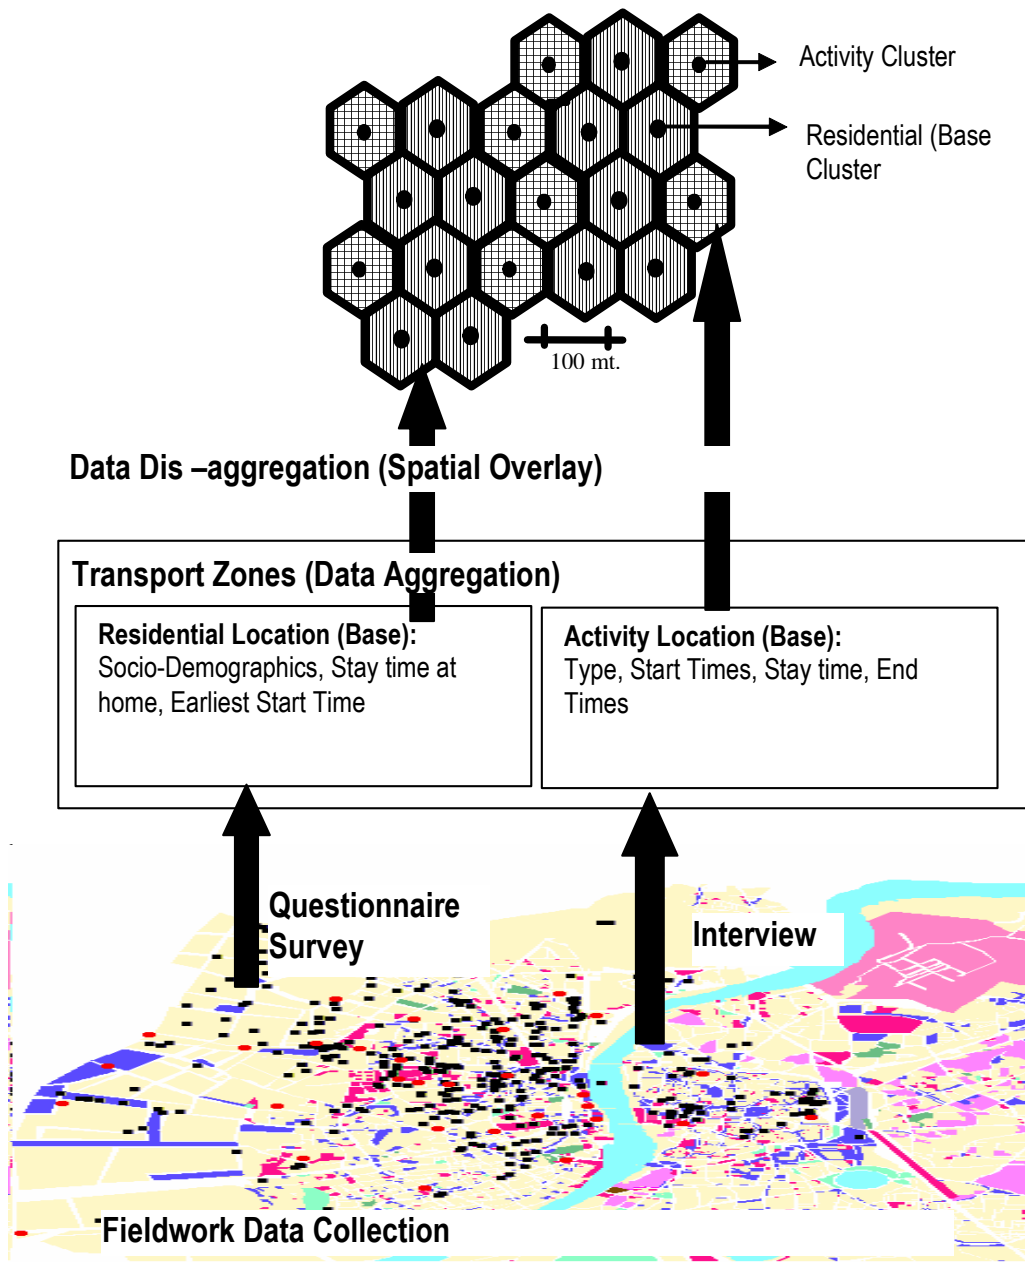 Activity Cluster
Residential (Base
Cluster
100 mt.
Data Dis –aggregation (Spatial Overlay)
Transport Zones (Data Aggregation)
Residential Location (Base):
Socio-Demographics, Stay time at
home, Earliest Start Time
Activity Location (Base):
Type, Start Times, Stay time, End
Times
Questionnaire
Survey
Interview
Fieldwork Data Collection